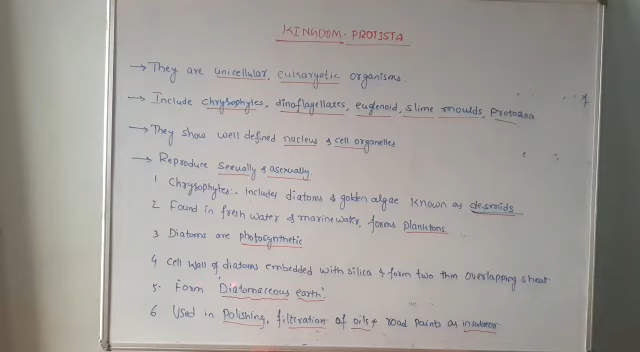 KINGDOM - PROTISTA
→ They are unicellular, eukaryotic organisms.
→ Include chrysophytes, dinoflagellates, euglenoid, slime moulds, Protozoa
→ They show well defined nucleus & cell organelles
→ Reproduce sexually & asexually
1 Chrysophytes:- includes diatoms & golden algae known as desmids
2 Found in fresh water & marine water, forms planktons.
3 Diatoms are photosynthetic
4 Cell wall of diatoms embedded with silica & form two thin overlapping sheat
5. Form 'Diatomaceous earth'.
6 Used in Polishing, filteration of oils & road paints as insulator